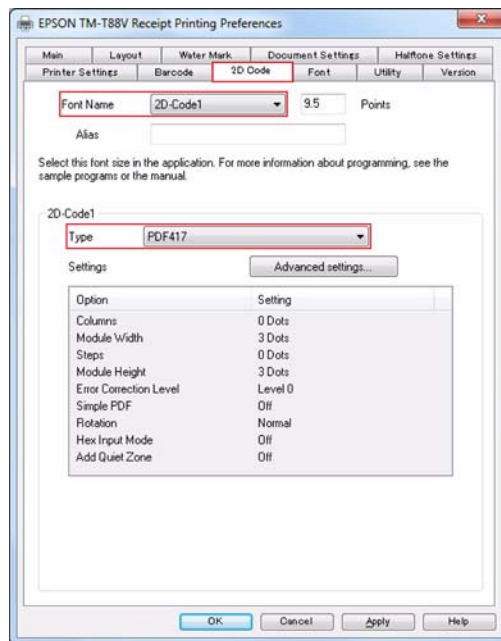 EPSON TM-T88V Receipt Printing Preferences
Main Layout Water Mark Document Settings Halftone Settings
Printer Settings Barcode 2D Code Font Utility Version
Font Name 2D-Code1 9.5 Points
Alias
Select this font size in the application. For more information about programming, see the
sample programs or the manual.
2D-Code1
Type PDF417
Settings Advanced settings...
Option Setting
Columns 0 Dots
Module Width 3 Dots
Steps 0 Dots
Module Height 3 Dots
Error Correction Level Level 0
Simple PDF Off
Rotation Normal
Hex Input Mode Off
Add Quiet Zone Off
OK Cancel Apply Help